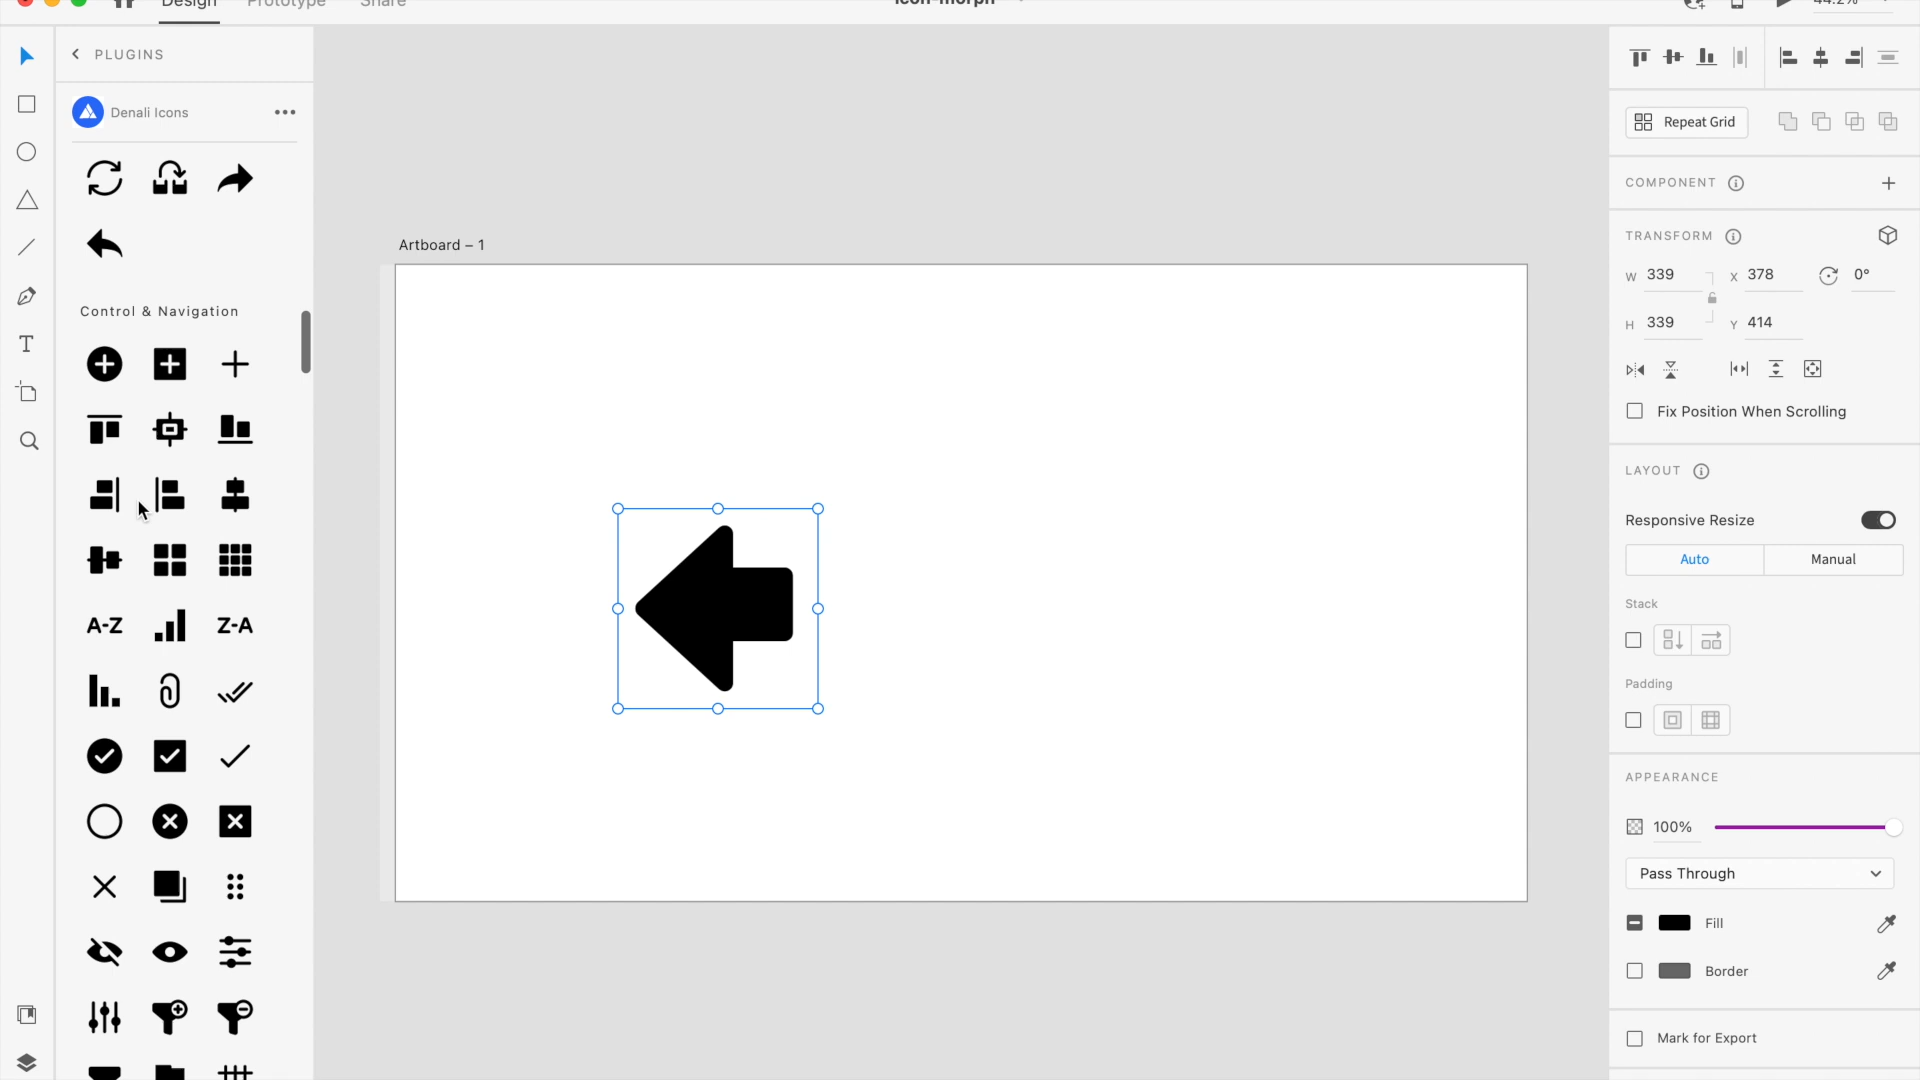 Design Prototype Share
icon-morph
44.2%
PLUGINS
Denali Icons
Control & Navigation
A-Z
Z-A
Artboard – 1
Repeat Grid
COMPONENT
TRANSFORM
W 339 X 378 0°
H 339 Y 414
Fix Position When Scrolling
LAYOUT
Responsive Resize
Auto Manual
Stack
Padding
APPEARANCE
100%
Pass Through
Fill
Border
Mark for Export